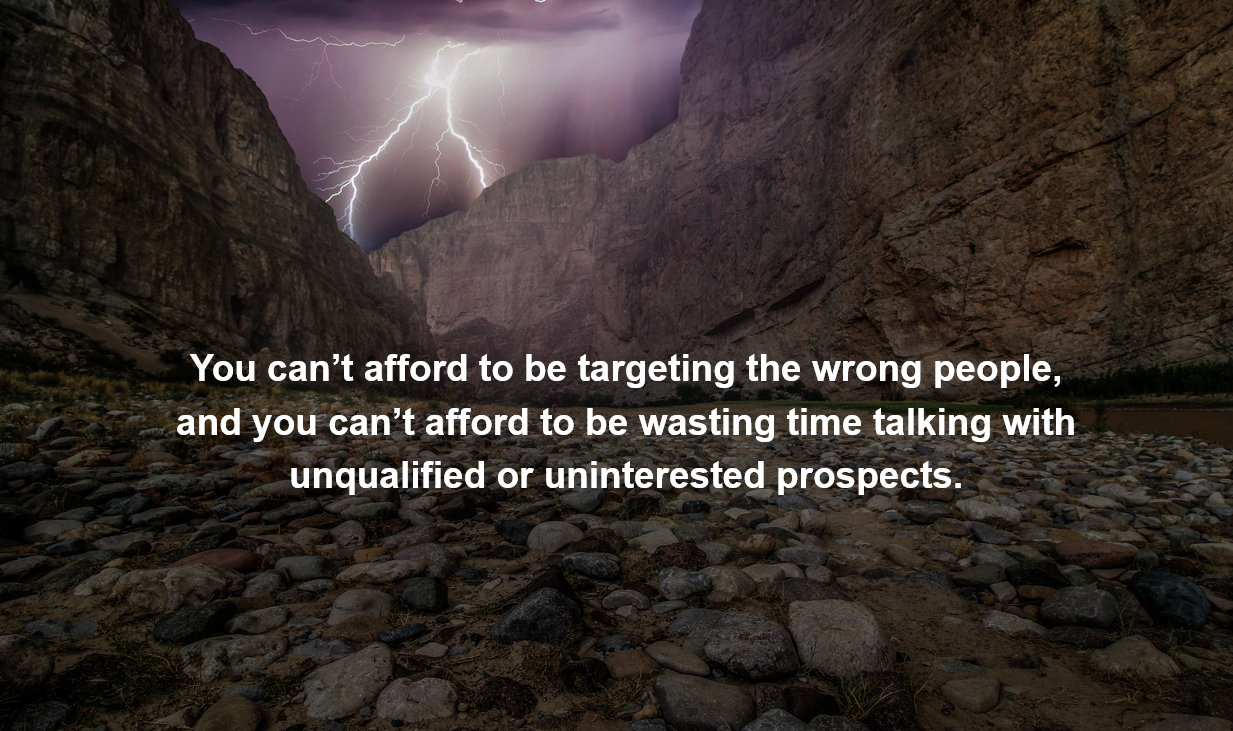 You can’t afford to be targeting the wrong people,
and you can’t afford to be wasting time talking with
unqualified or uninterested prospects.